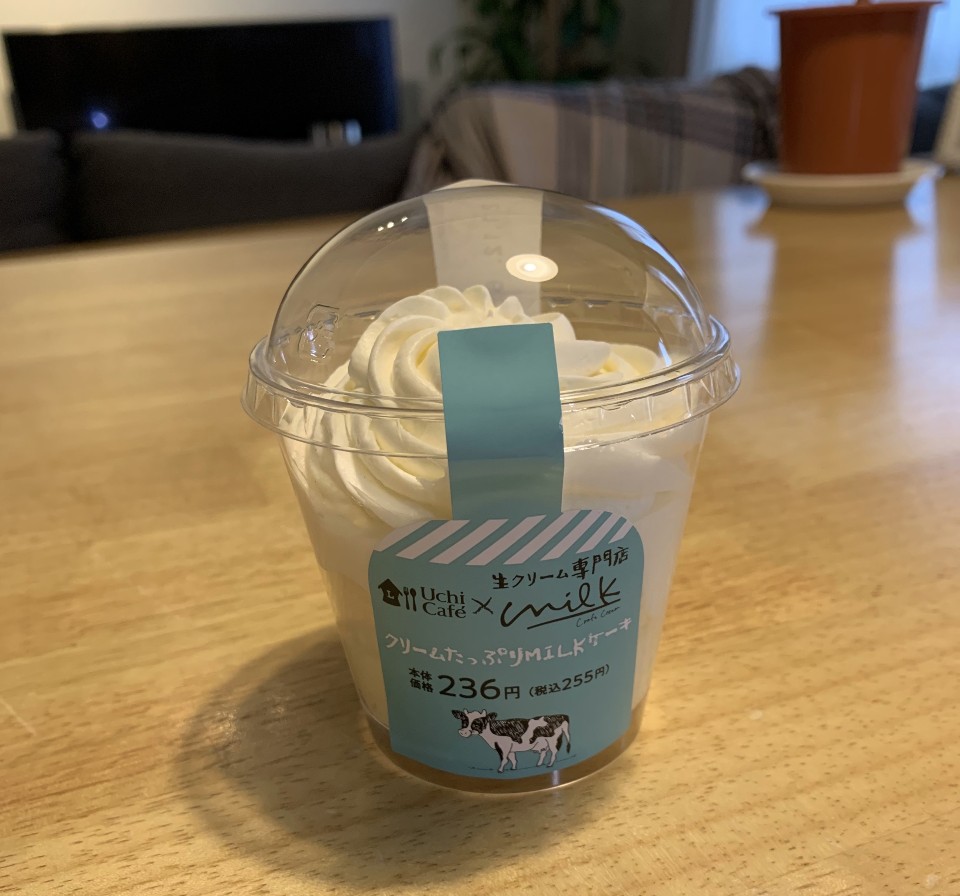 生クリーム専門店
Uchi Café × milk
クリームたっぷりMILKケーキ
本体価格 236円 (税込255円)